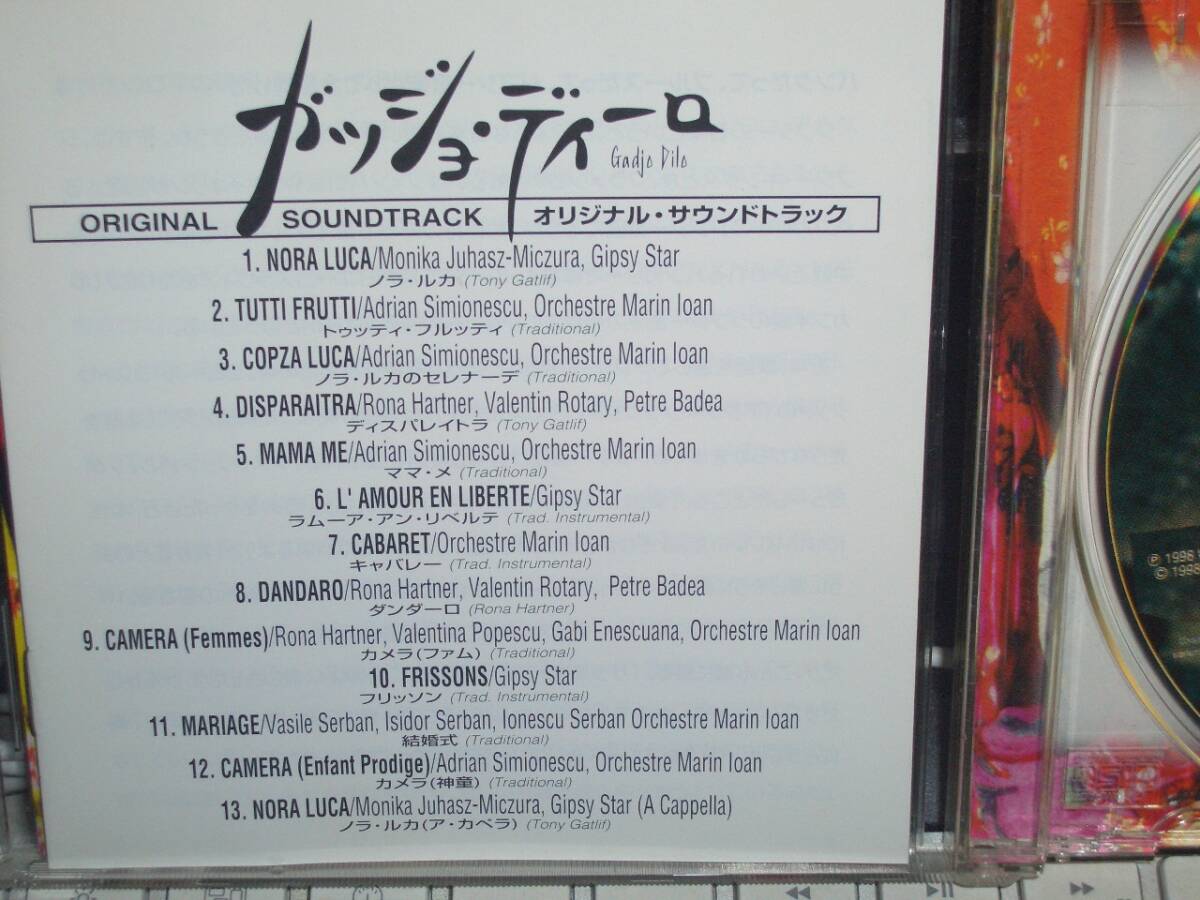 ガッジョ・ディーロ
Gadjo Dilo
ORIGINAL SOUNDTRACK オリジナル・サウンドトラック
1. NORA LUCA/Monika Juhasz-Miczura, Gipsy Star
ノラ・ルカ (Tony Gatlif)
2. TUTTI FRUTTI/Adrian Simionescu, Orchestre Marin Ioan
トゥッティ・フルッティ (Traditional)
3. COPZA LUCA/Adrian Simionescu, Orchestre Marin Ioan
ノラ・ルカのセレナーデ (Traditional)
4. DISPARAITRA/Rona Hartner, Valentin Rotary, Petre Badea
ディスパレイトラ (Tony Gatlif)
5. MAMA ME/Adrian Simionescu, Orchestre Marin Ioan
ママ・メ (Traditional)
6. L' AMOUR EN LIBERTE/Gipsy Star
ラムーア・アン・リベルテ (Trad. Instrumental)
7. CABARET/Orchestre Marin Ioan
キャバレー (Trad. Instrumental)
8. DANDARO/Rona Hartner, Valentin Rotary, Petre Badea
ダンダーロ (Rona Hartner)
9. CAMERA (Femmes)/Rona Hartner, Valentina Popescu, Gabi Enescuana, Orchestre Marin Ioan
カメラ(ファム) (Traditional)
10. FRISSONS/Gipsy Star
フリッソン (Trad. Instrumental)
11. MARIAGE/Vasile Serban, Isidor Serban, Ionescu Serban Orchestre Marin Ioan
結婚式 (Traditional)
12. CAMERA (Enfant Prodige)/Adrian Simionescu, Orchestre Marin Ioan
カメラ(神童) (Traditional)
13. NORA LUCA/Monika Juhasz-Miczura, Gipsy Star (A Cappella)
ノラ・ルカ(ア・カペラ) (Tony Gatlif)
℗ 1998
© 1998